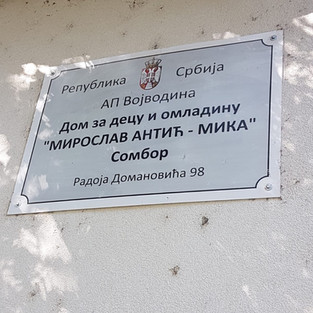 Република Србија
АП Војводина
Дом за децу и омладину
"МИРОСЛАВ АНТИЋ - МИКА"
Сомбор
Радоја Домановића 98